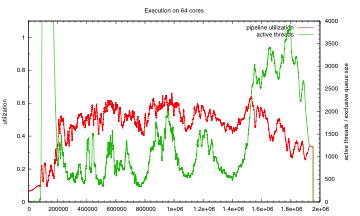 Execution on 64 cores
pipeline utilization
active threads
utilization
active threads / exclusive queue size
1
0.8
0.6
0.4
0.2
0
4000
3500
3000
2500
2000
1500
1000
500
0
0 200000 400000 600000 800000 1e+06 1.2e+06 1.4e+06 1.6e+06 1.8e+06 2e+06